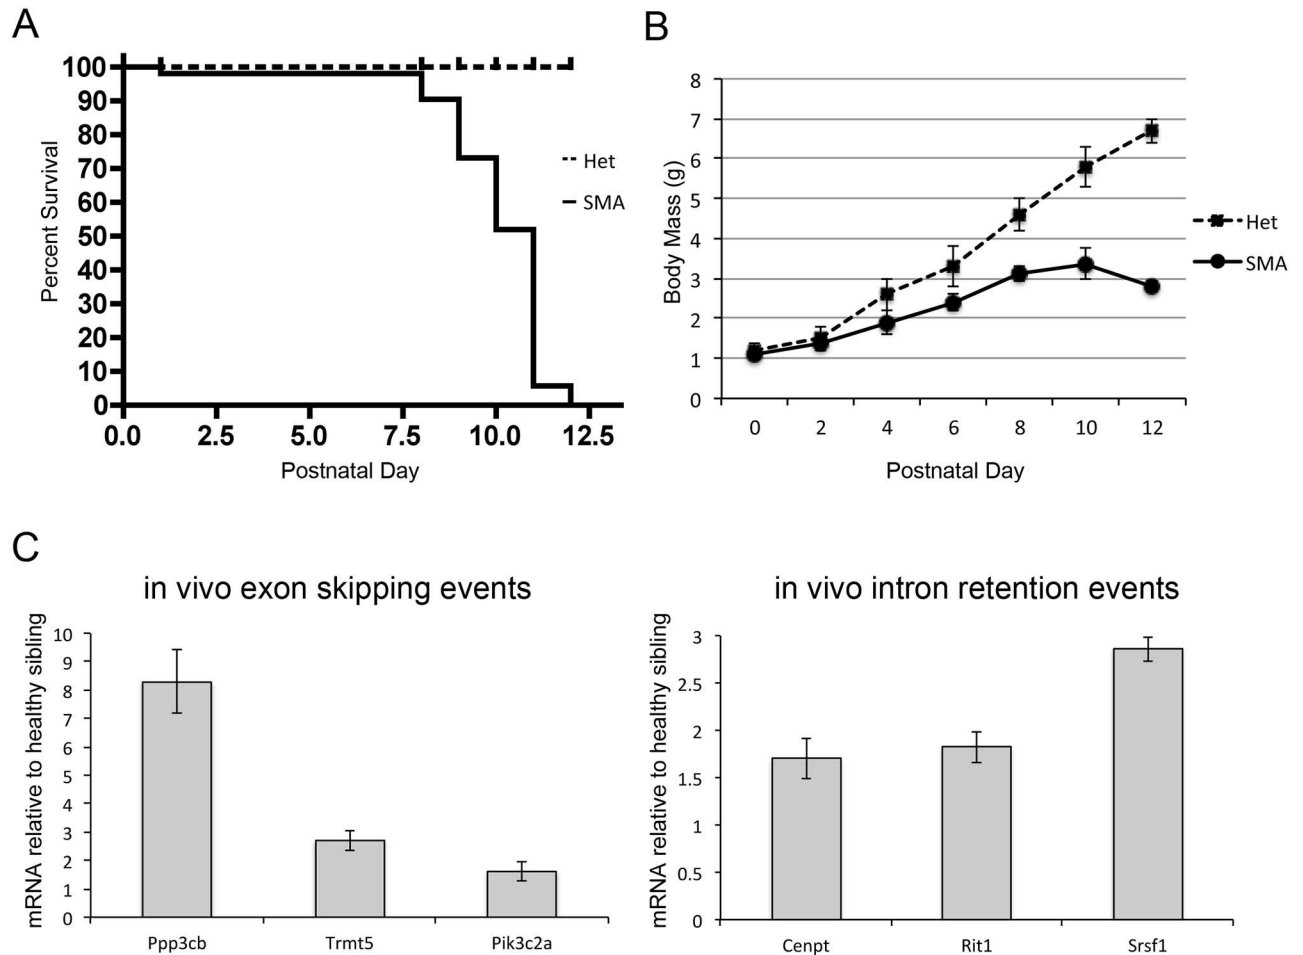 A
100
90
80
70
60
50
40
30
20
10
0
Percent Survival
0.0 2.5 5.0 7.5 10.0 12.5
Postnatal Day
Het
SMA
B
8
7
6
5
4
3
2
1
0
Body Mass (g)
0 2 4 6 8 10 12
Postnatal Day
Het
SMA
C
in vivo exon skipping events
mRNA relative to healthy sibling
10
9
8
7
6
5
4
3
2
1
0
Ppp3cb Trmt5 Pik3c2a
in vivo intron retention events
mRNA relative to healthy sibling
3
2.5
2
1.5
1
0.5
0
Cenpt Rit1 Srsf1